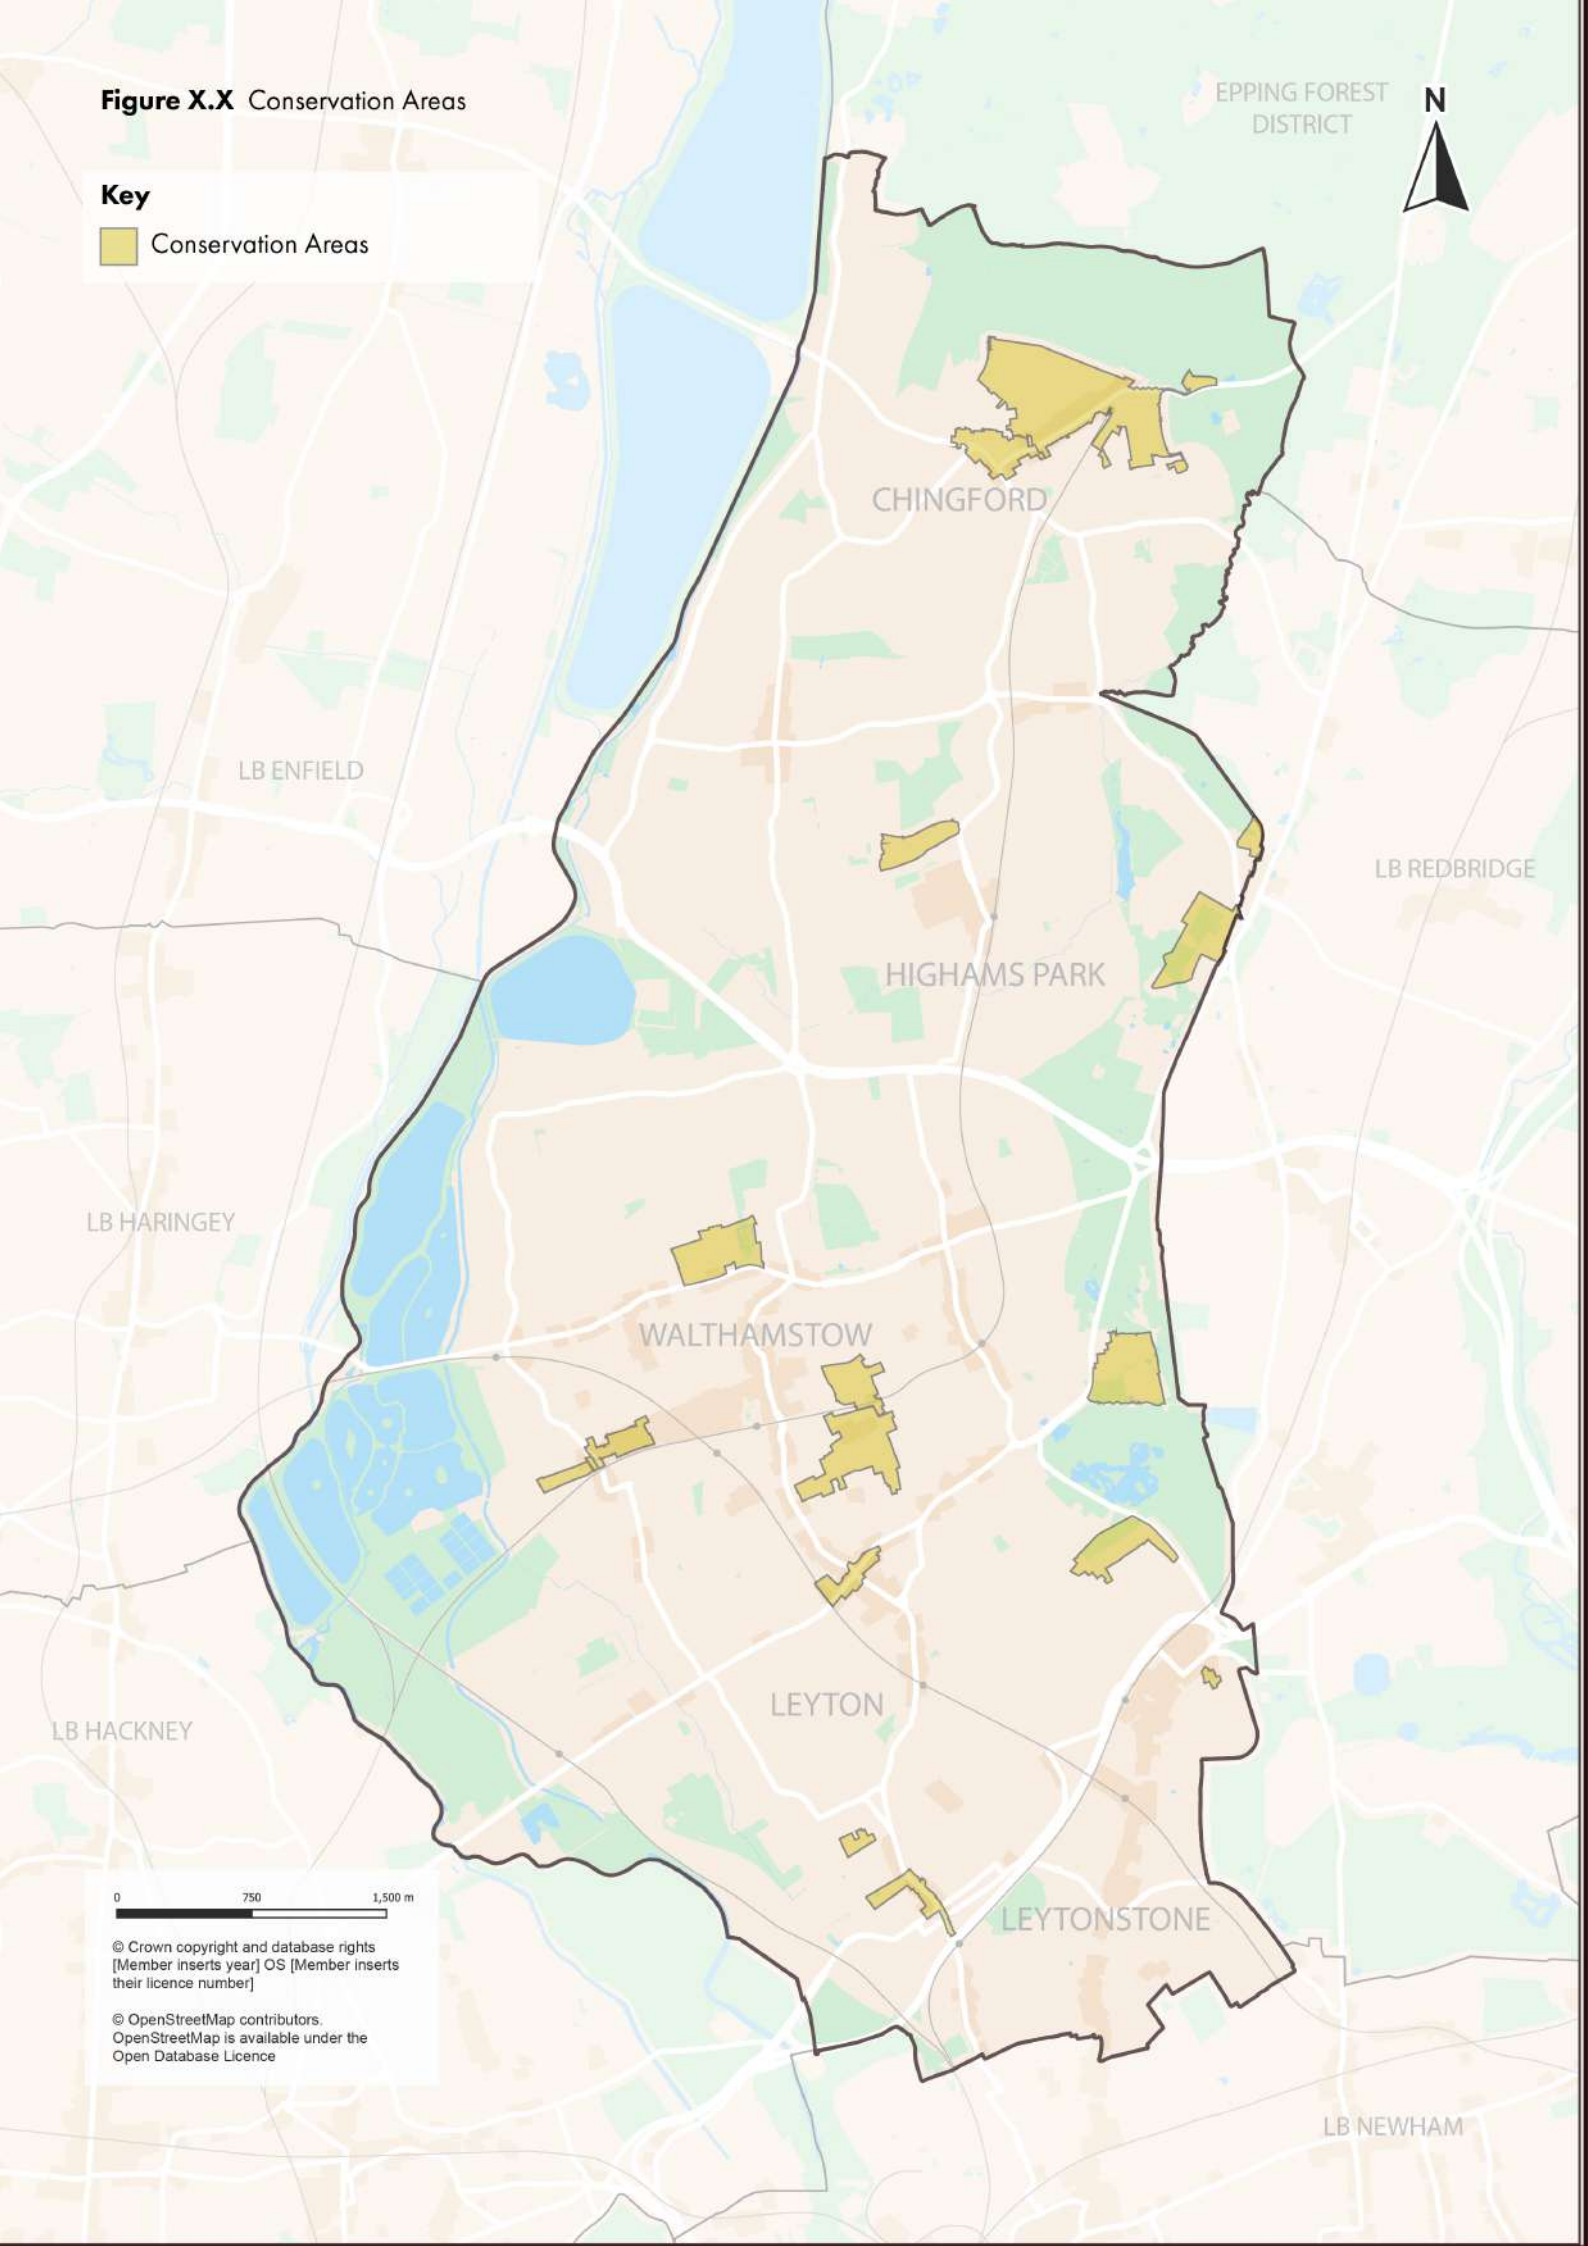 Figure X.X Conservation Areas
EPPING FOREST
DISTRICT
N
Key
Conservation Areas
CHINGFORD
LB ENFIELD
LB REDBRIDGE
HIGHAMS PARK
LB HARINGEY
WALTHAMSTOW
LEYTON
LB HACKNEY
0 750 1,500 m
LEYTONSTONE
© Crown copyright and database rights
[Member inserts year] OS [Member inserts
their licence number]
© OpenStreetMap contributors.
OpenStreetMap is available under the
Open Database Licence
LB NEWHAM